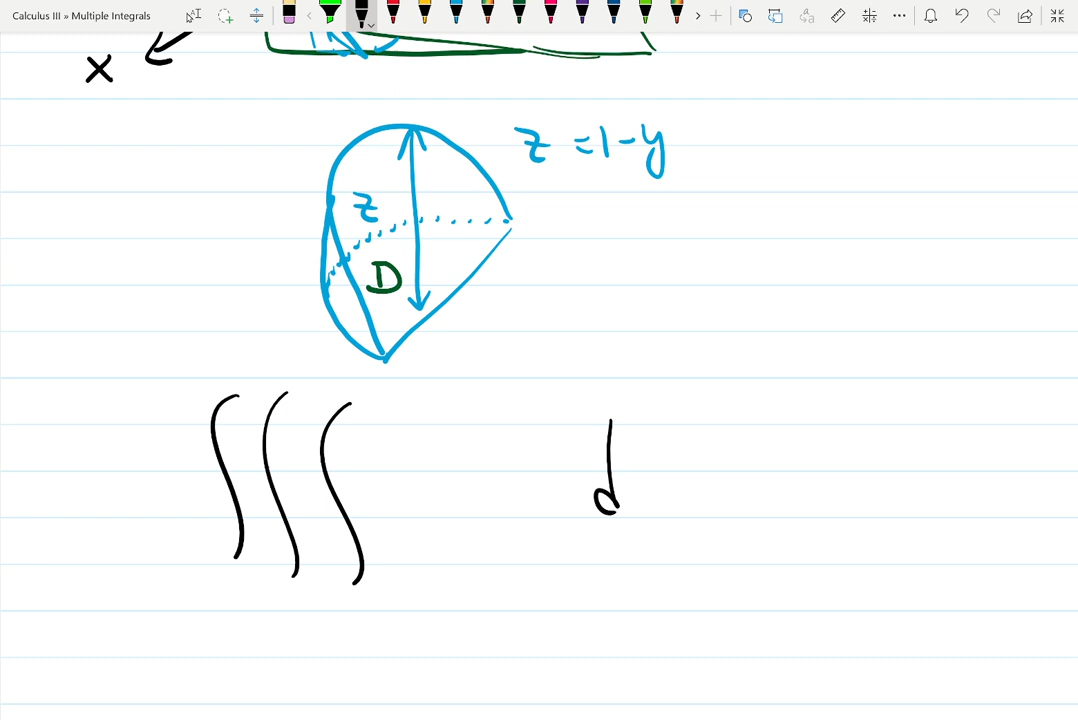 Calculus III » Multiple Integrals
x
z = 1 - y
z
D
∫∫∫ d